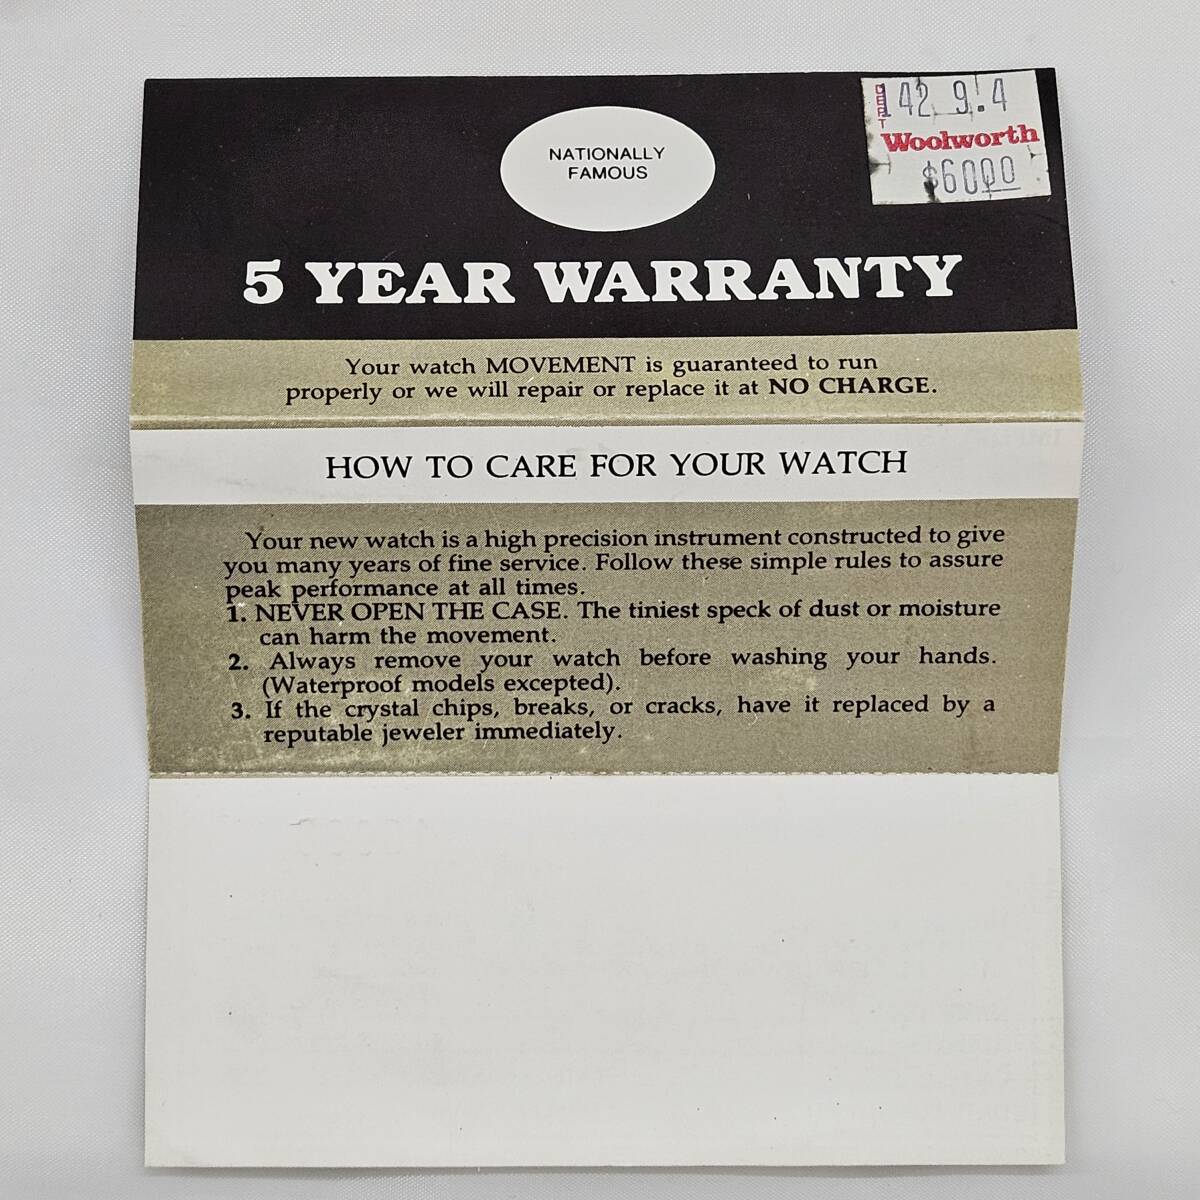 DEPT
142 9.4
Woolworth
$60.00
NATIONALLY
FAMOUS
5 YEAR WARRANTY
Your watch MOVEMENT is guaranteed to run
properly or we will repair or replace it at NO CHARGE.
HOW TO CARE FOR YOUR WATCH
Your new watch is a high precision instrument constructed to give
you many years of fine service. Follow these simple rules to assure
peak performance at all times.
1. NEVER OPEN THE CASE. The tiniest speck of dust or moisture
can harm the movement.
2. Always remove your watch before washing your hands.
(Waterproof models excepted).
3. If the crystal chips, breaks, or cracks, have it replaced by a
reputable jeweler immediately.